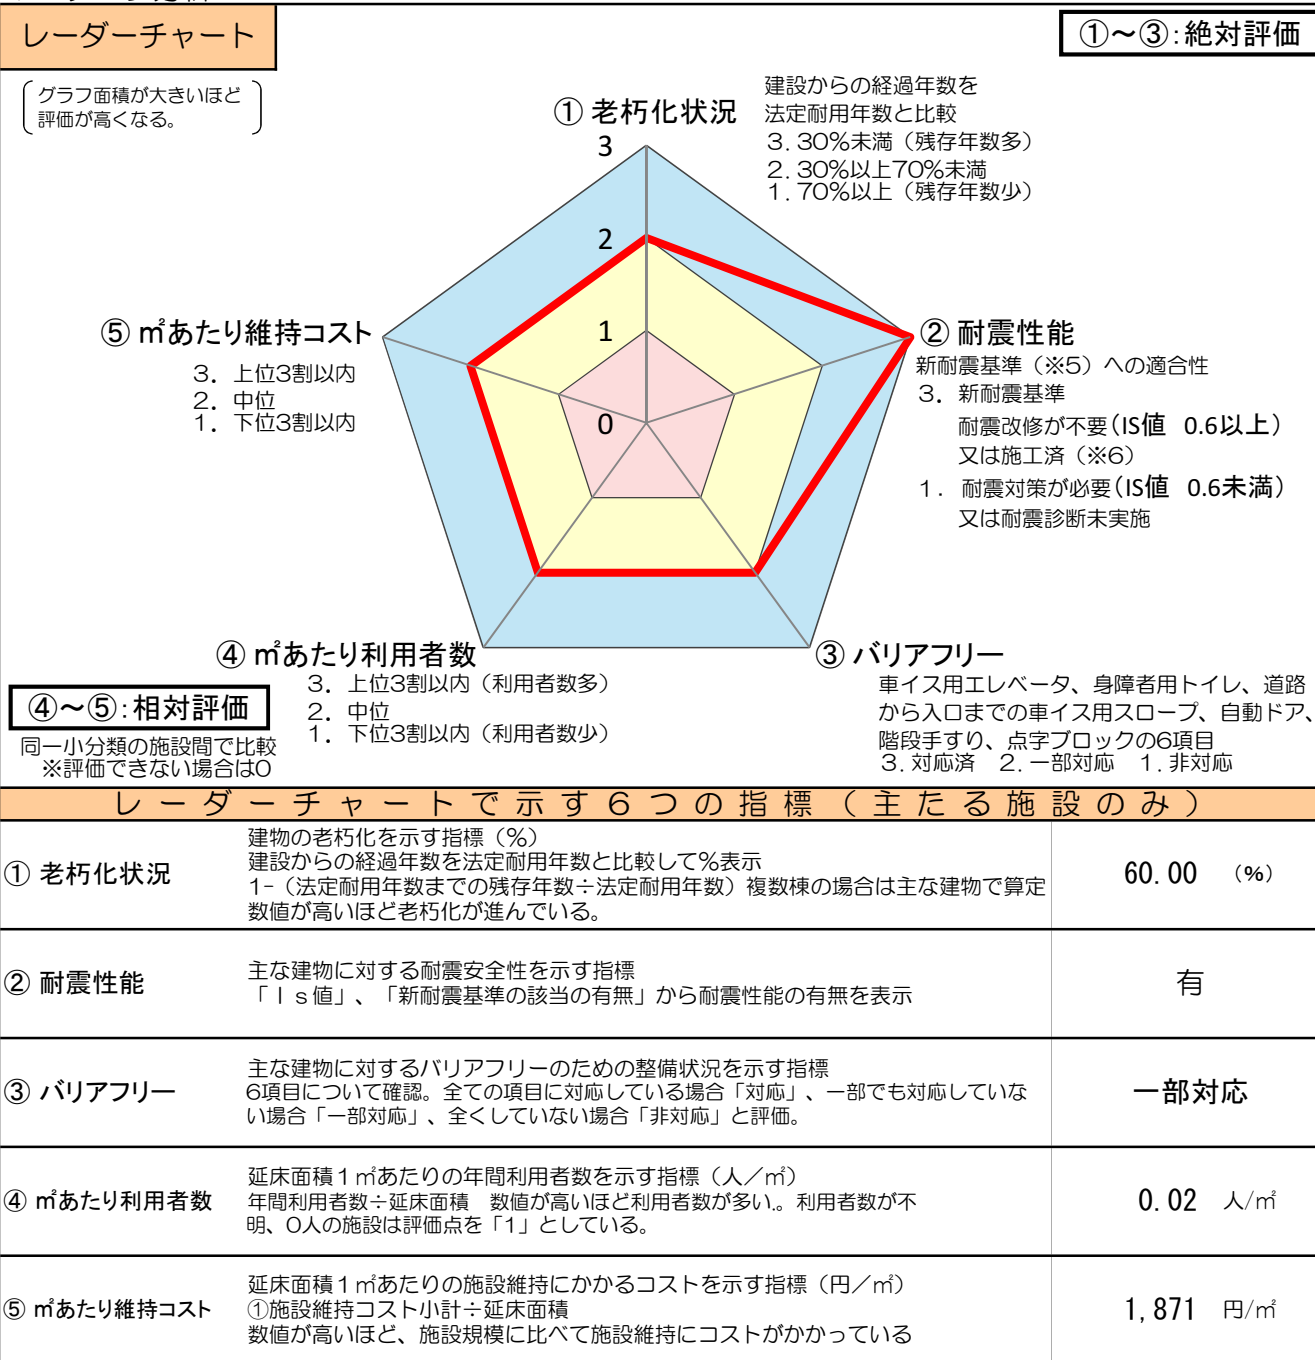 レーダーチャート
①～③:絶対評価
グラフ面積が大きいほど
評価が高くなる。
① 老朽化状況
建設からの経過年数を
法定耐用年数と比較
3. 30%未満（残存年数多）
2. 30%以上70%未満
1. 70%以上（残存年数少）
3
2
1
0
② 耐震性能
新耐震基準（※5）への適合性
3. 新耐震基準
耐震改修が不要(IS値 0.6以上)
又は施工済（※6）
1. 耐震対策が必要(IS値 0.6未満)
又は耐震診断未実施
⑤ ㎡あたり維持コスト
3. 上位3割以内
2. 中位
1. 下位3割以内
④ ㎡あたり利用者数
3. 上位3割以内（利用者数多）
2. 中位
1. 下位3割以内（利用者数少）
③ バリアフリー
車イス用エレベータ、身障者用トイレ、道路
から入口までの車イス用スロープ、自動ドア、
階段手すり、点字ブロックの6項目
3. 対応済 2. 一部対応 1. 非対応
④～⑤:相対評価
同一小分類の施設間で比較
※評価できない場合は0
レーダーチャートで示す6つの指標（主たる施設のみ）
① 老朽化状況
建物の老朽化を示す指標（%）
建設からの経過年数を法定耐用年数と比較して%表示
1-（法定耐用年数までの残存年数÷法定耐用年数）複数棟の場合は主な建物で算定
数値が高いほど老朽化が進んでいる。
60.00 (%)
② 耐震性能
主な建物に対する耐震安全性を示す指標
「Ｉｓ値」、「新耐震基準の該当の有無」から耐震性能の有無を表示
有
③ バリアフリー
主な建物に対するバリアフリーのための整備状況を示す指標
6項目について確認。全ての項目に対応している場合「対応」、一部でも対応していな
い場合「一部対応」、全くしていない場合「非対応」と評価。
一部対応
④ ㎡あたり利用者数
延床面積１㎡あたりの年間利用者数を示す指標（人／㎡）
年間利用者数÷延床面積　数値が高いほど利用者数が多い。利用者数が不
明、0人の施設は評価点を「1」としている。
0.02 人/㎡
⑤ ㎡あたり維持コスト
延床面積１㎡あたりの施設維持にかかるコストを示す指標（円／㎡）
①施設維持コスト小計÷延床面積
数値が高いほど、施設規模に比べて施設維持にコストがかかっている
1,871 円/㎡